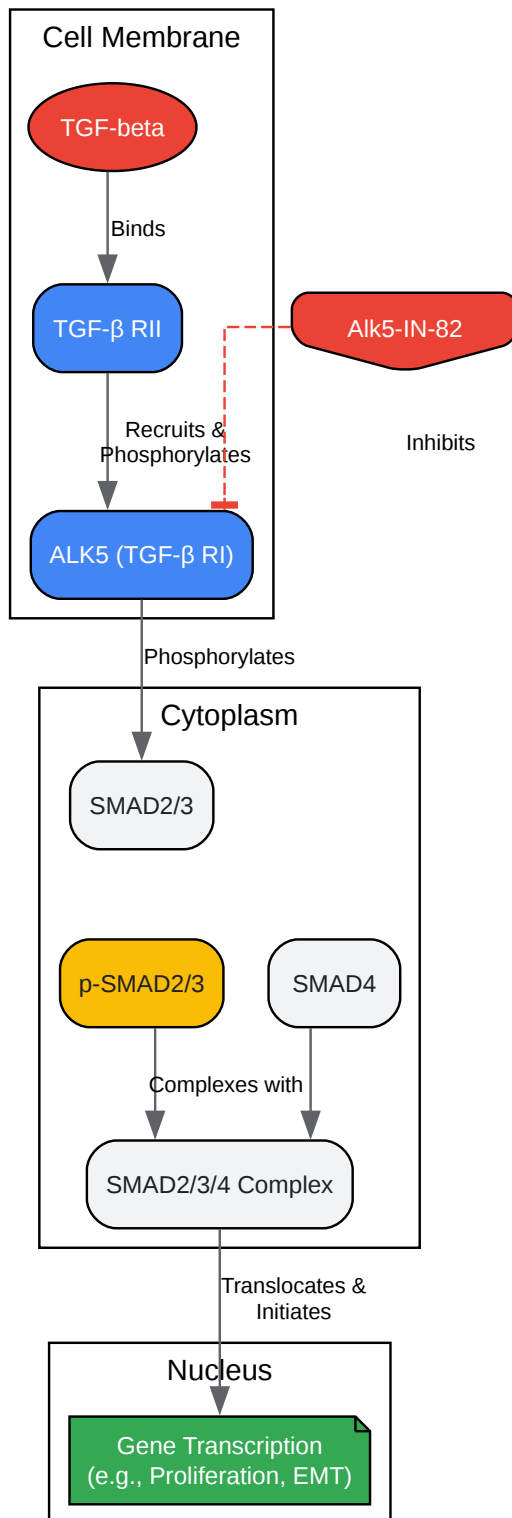 Cell Membrane
TGF-beta
Binds
TGF-β RII
Alk5-IN-82
Recruits &
Phosphorylates
Inhibits
ALK5 (TGF-β RI)
Phosphorylates
Cytoplasm
SMAD2/3
p-SMAD2/3
SMAD4
Complexes with
SMAD2/3/4 Complex
Translocates &
Initiates
Nucleus
Gene Transcription
(e.g., Proliferation, EMT)